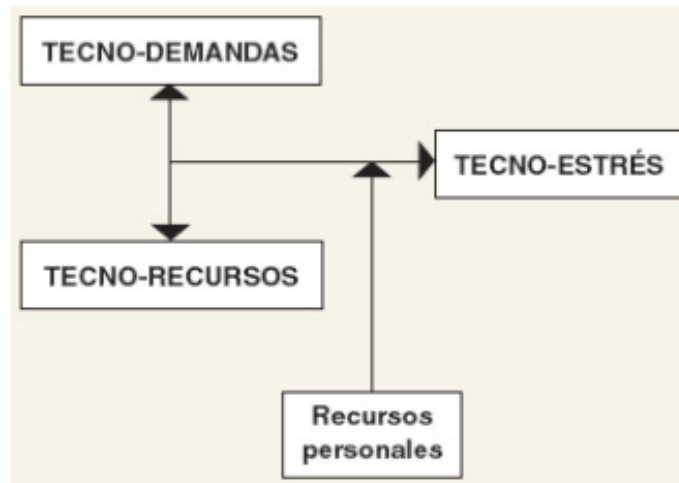 TECNO-DEMANDAS
TECNO-ESTRÉS
TECNO-RECURSOS
Recursos
personales